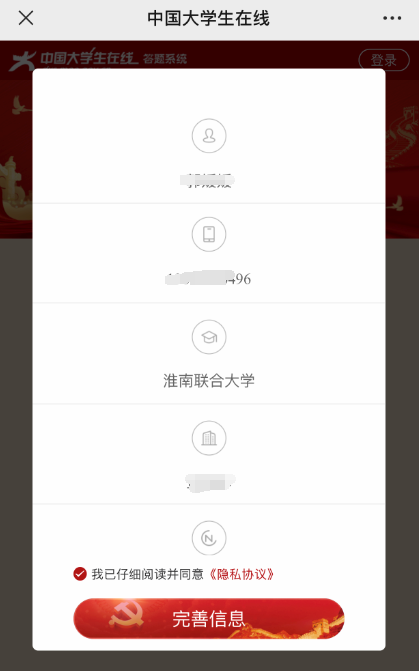 中国大学生在线
中国大学生在线 答题系统
登录
496
淮南联合大学
我已仔细阅读并同意《隐私协议》
完善信息